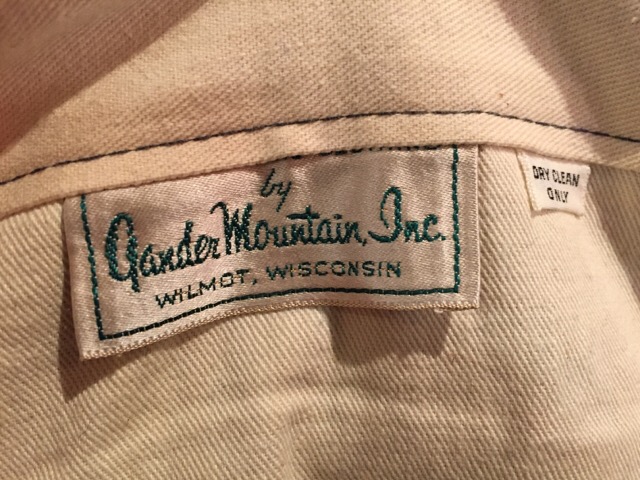 by
Gander Mountain, Inc.
WILMOT, WISCONSIN
DRY CLEAN
ONLY